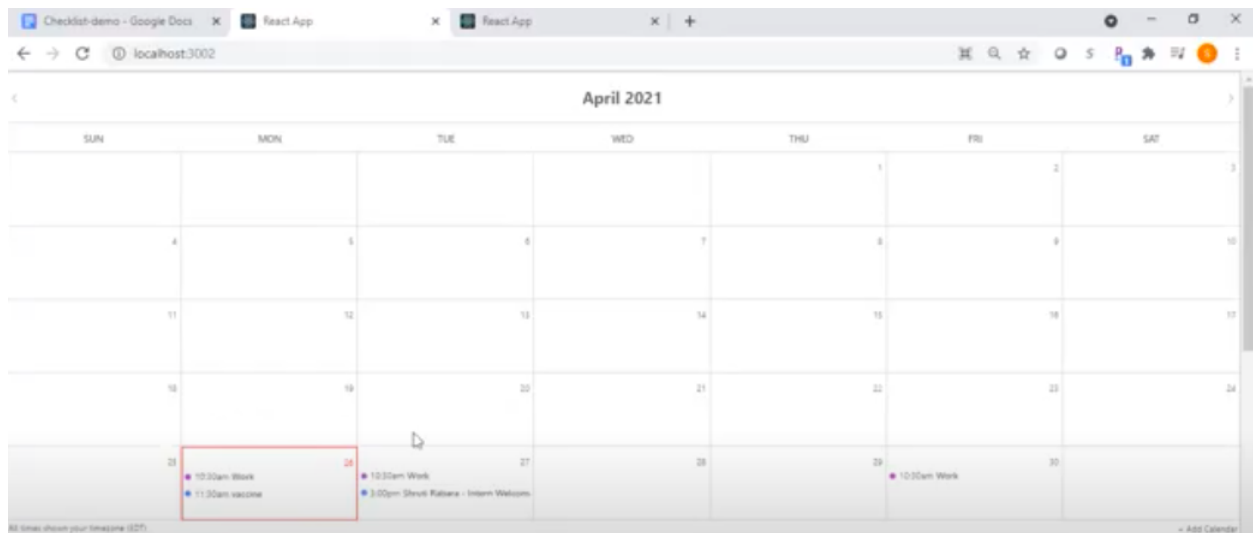 Checklist-demo - Google Docs React App React App
localhost:3002
April 2021
SUN MON TUE WED THU FRI SAT
1 2 3
4 5 6 7 8 9 10
11 12 13 14 15 16 17
18 19 20 21 22 23 24
25 26 27 28 29 30
10:30am Work 10:30am Work 10:30am Work
11:30am vaccine 3:00pm Shruti Rabara - Intern Welcom
All times shown your timezone (EDT) + Add Calendar